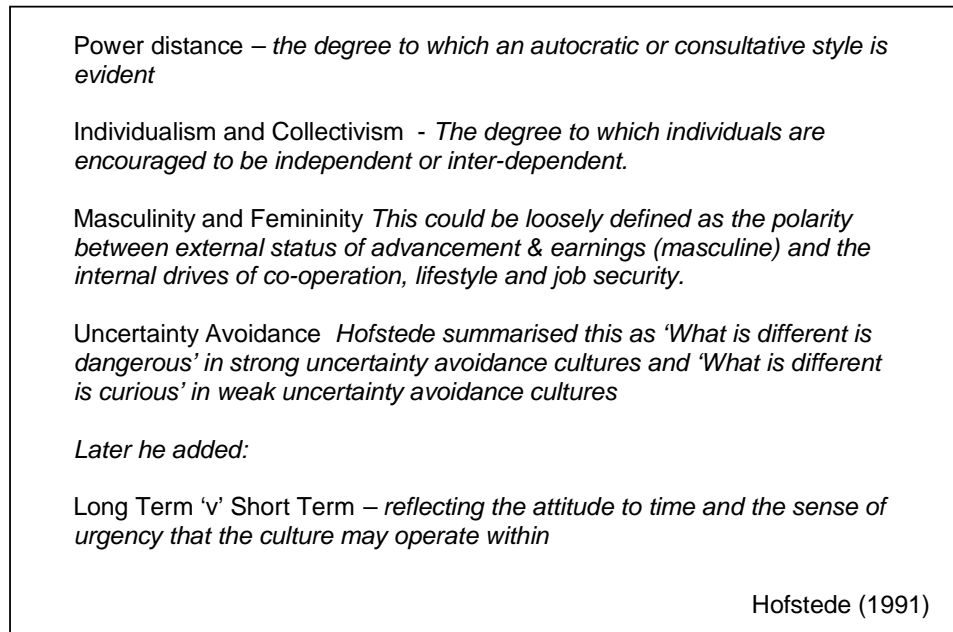 Power distance – the degree to which an autocratic or consultative style is
evident
Individualism and Collectivism - The degree to which individuals are
encouraged to be independent or inter-dependent.
Masculinity and Femininity This could be loosely defined as the polarity
between external status of advancement & earnings (masculine) and the
internal drives of co-operation, lifestyle and job security.
Uncertainty Avoidance Hofstede summarised this as ‘What is different is
dangerous’ in strong uncertainty avoidance cultures and ‘What is different
is curious’ in weak uncertainty avoidance cultures
Later he added:
Long Term ‘v’ Short Term – reflecting the attitude to time and the sense of
urgency that the culture may operate within
Hofstede (1991)